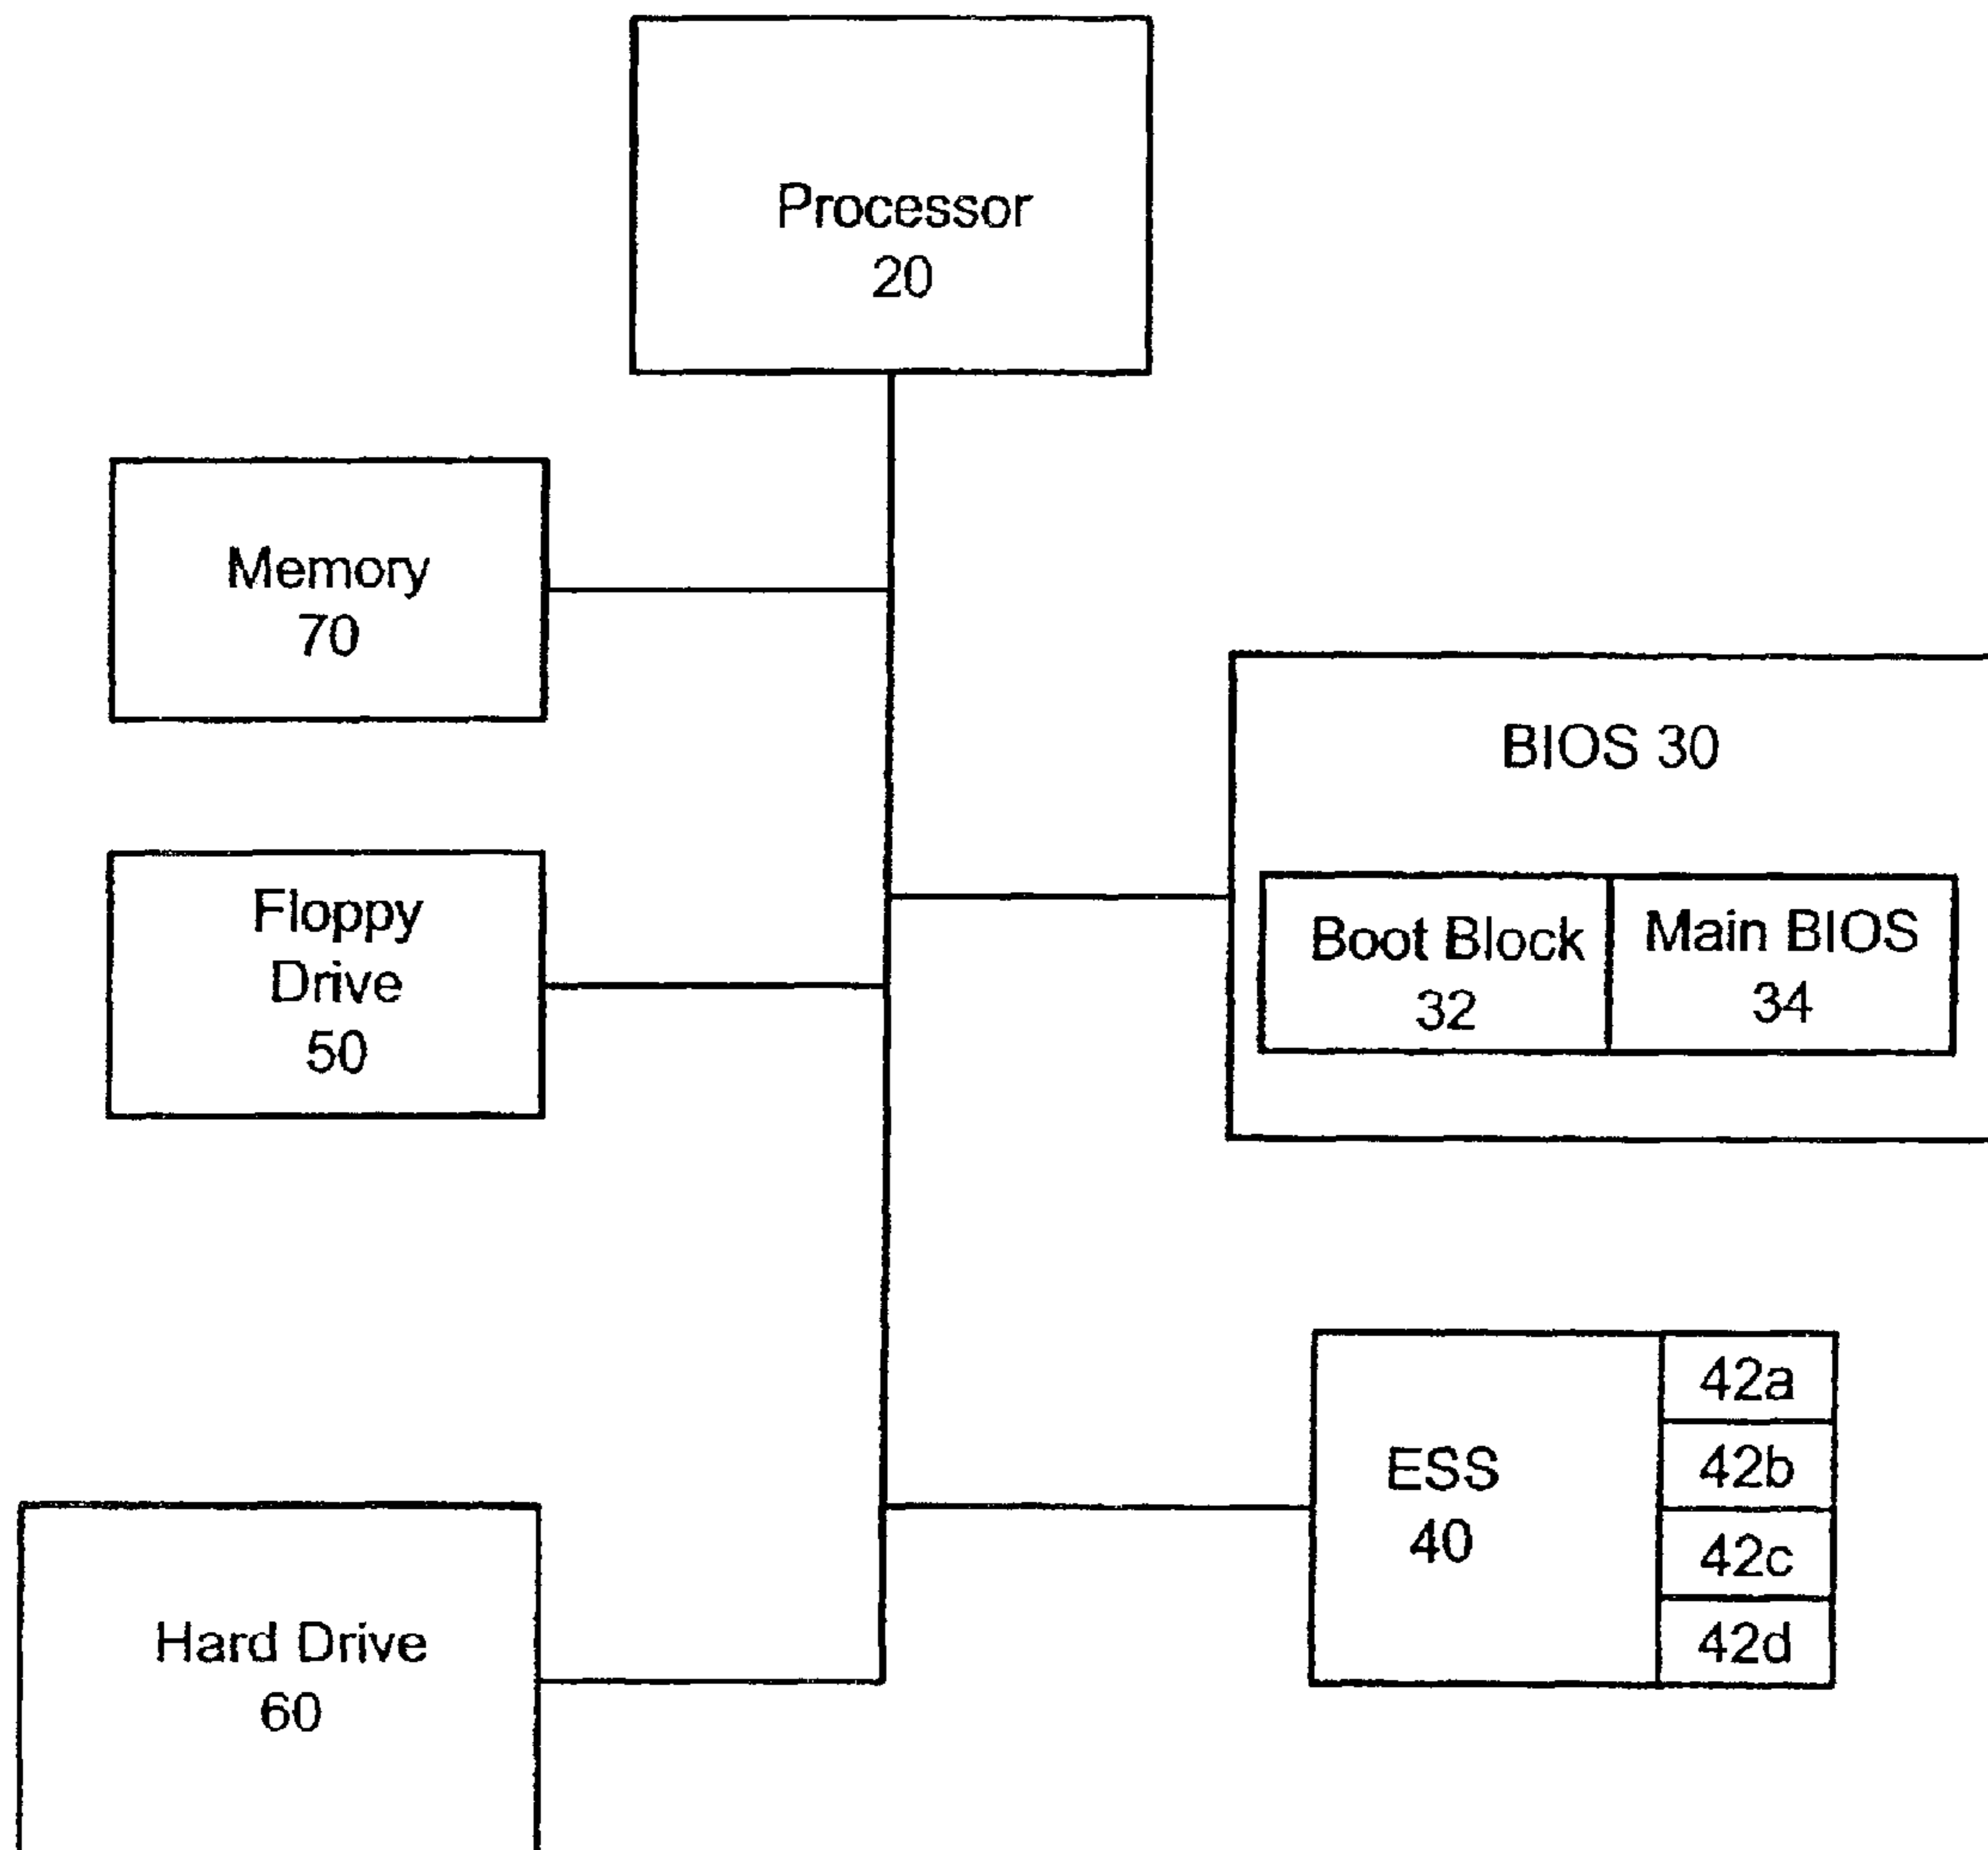 Processor
20
Memory
70
BIOS 30
Boot Block
32
Main BIOS
34
Floppy
Drive
50
ESS
40
42a
42b
42c
42d
Hard Drive
60